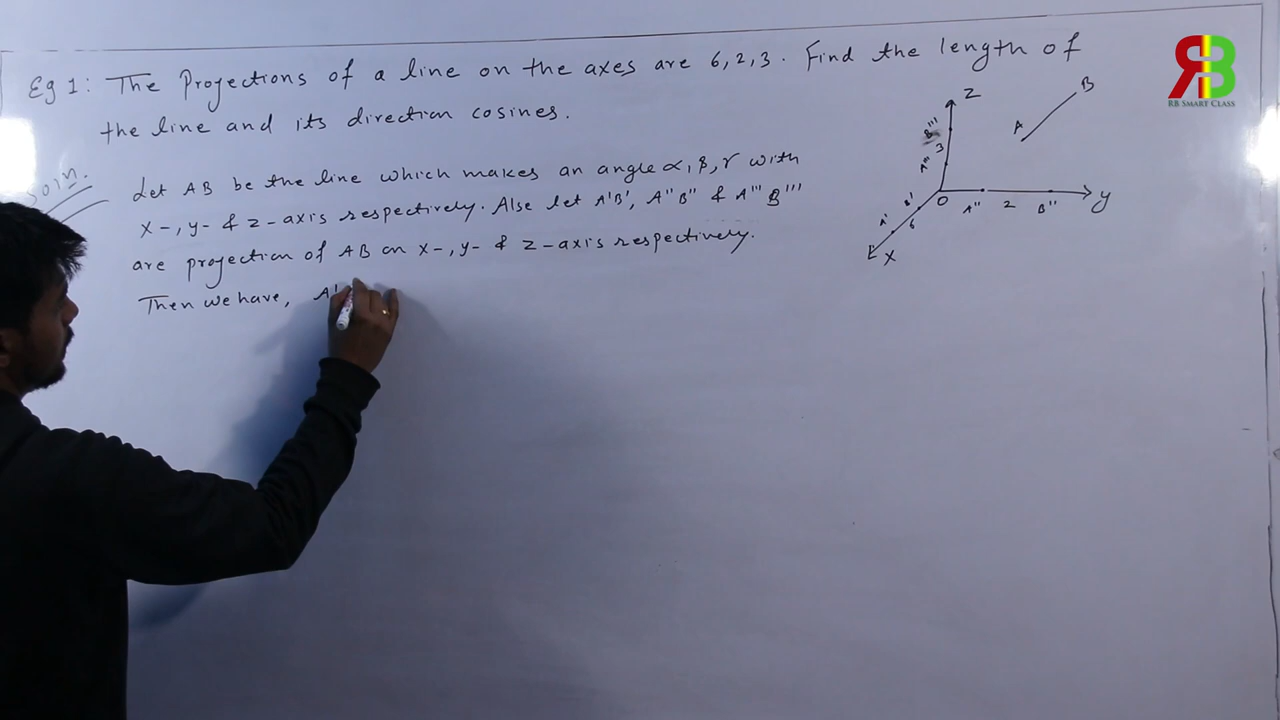 Eg 1: The Projections of a line on the axes are 6, 2, 3. Find the length of
the line and its direction cosines.
Soln.
Let AB be the line which makes an angle α, β, γ with
X-, y- & z-axis respectively. Also let A'B', A''B'' & A'''B'''
are projection of AB on X-, y- & z-axis respectively.
Then we have, A'
Z
B
A
B'''
3
A'''
O
A''
2
B''
y
B'
A'
6
X
RB
RB SMART CLASS